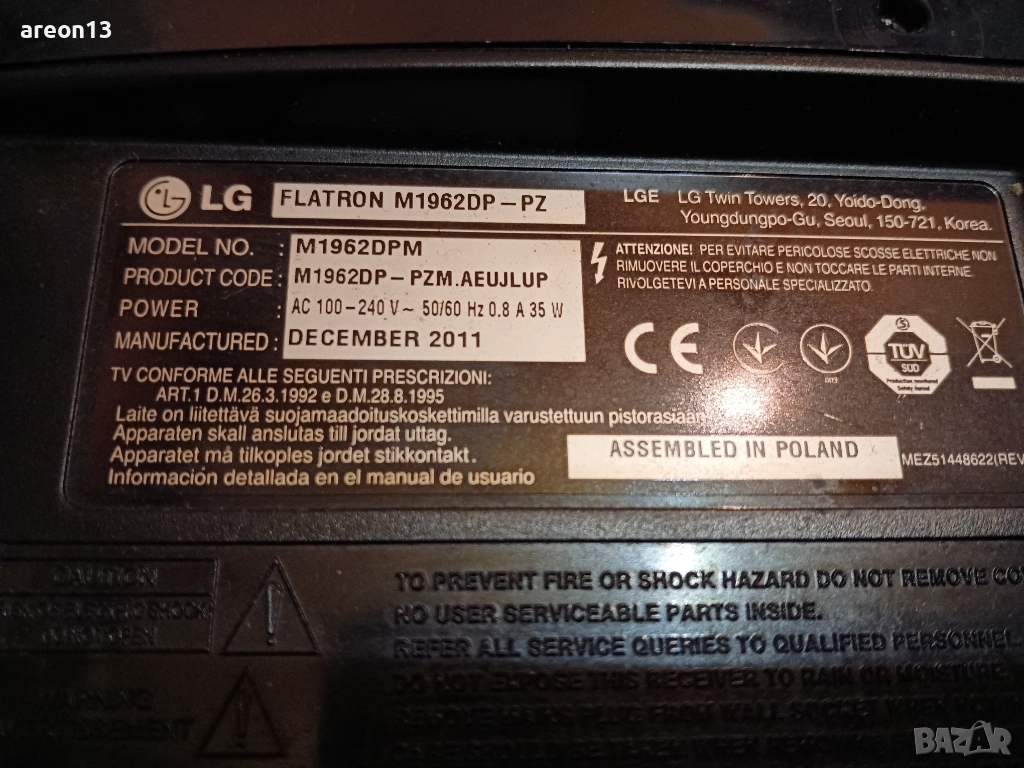 areon13
LG FLATRON M1962DP-PZ
LGE LG Twin Towers, 20, Yoido-Dong,
Youngdungpo-Gu, Seoul, 150-721, Korea.
MODEL NO. : M1962DPM
PRODUCT CODE : M1962DP-PZM.AEUJLUP
POWER : AC 100-240 V~ 50/60 Hz 0.8 A 35 W
MANUFACTURED : DECEMBER 2011
ATTENZIONE! PER EVITARE PERICOLOSE SCOSSE ELETTRICHE NON
RIMUOVERE IL COPERCHIO E NON TOCCARE LE PARTI INTERNE.
RIVOLGETEVI A PERSONALE SPECIALIZZATO.
CE
TÜV
SÜD
TV CONFORME ALLE SEGUENTI PRESCRIZIONI:
ART.1 D.M.26.3.1992 e D.M.28.8.1995
Laite on liitettävä suojamaadoituskoskettimilla varustettuun pistorasiaan
Apparaten skall anslutas till jordat uttag.
Apparatet må tilkoples jordet stikkontakt.
Información detallada en el manual de usuario
ASSEMBLED IN POLAND
MEZ51448622(REV
CAUTION
TO PREVENT FIRE OR SHOCK HAZARD DO NOT REMOVE CO
NO USER SERVICEABLE PARTS INSIDE.
REFER ALL SERVICE QUERIES TO QUALIFIED PERSONNEL.
DO NOT EXPOSE THIS RECEIVER TO RAIN OR MOISTURE.
WARNING
PLUG FROM WALL SOCKET WHEN
BAZAR